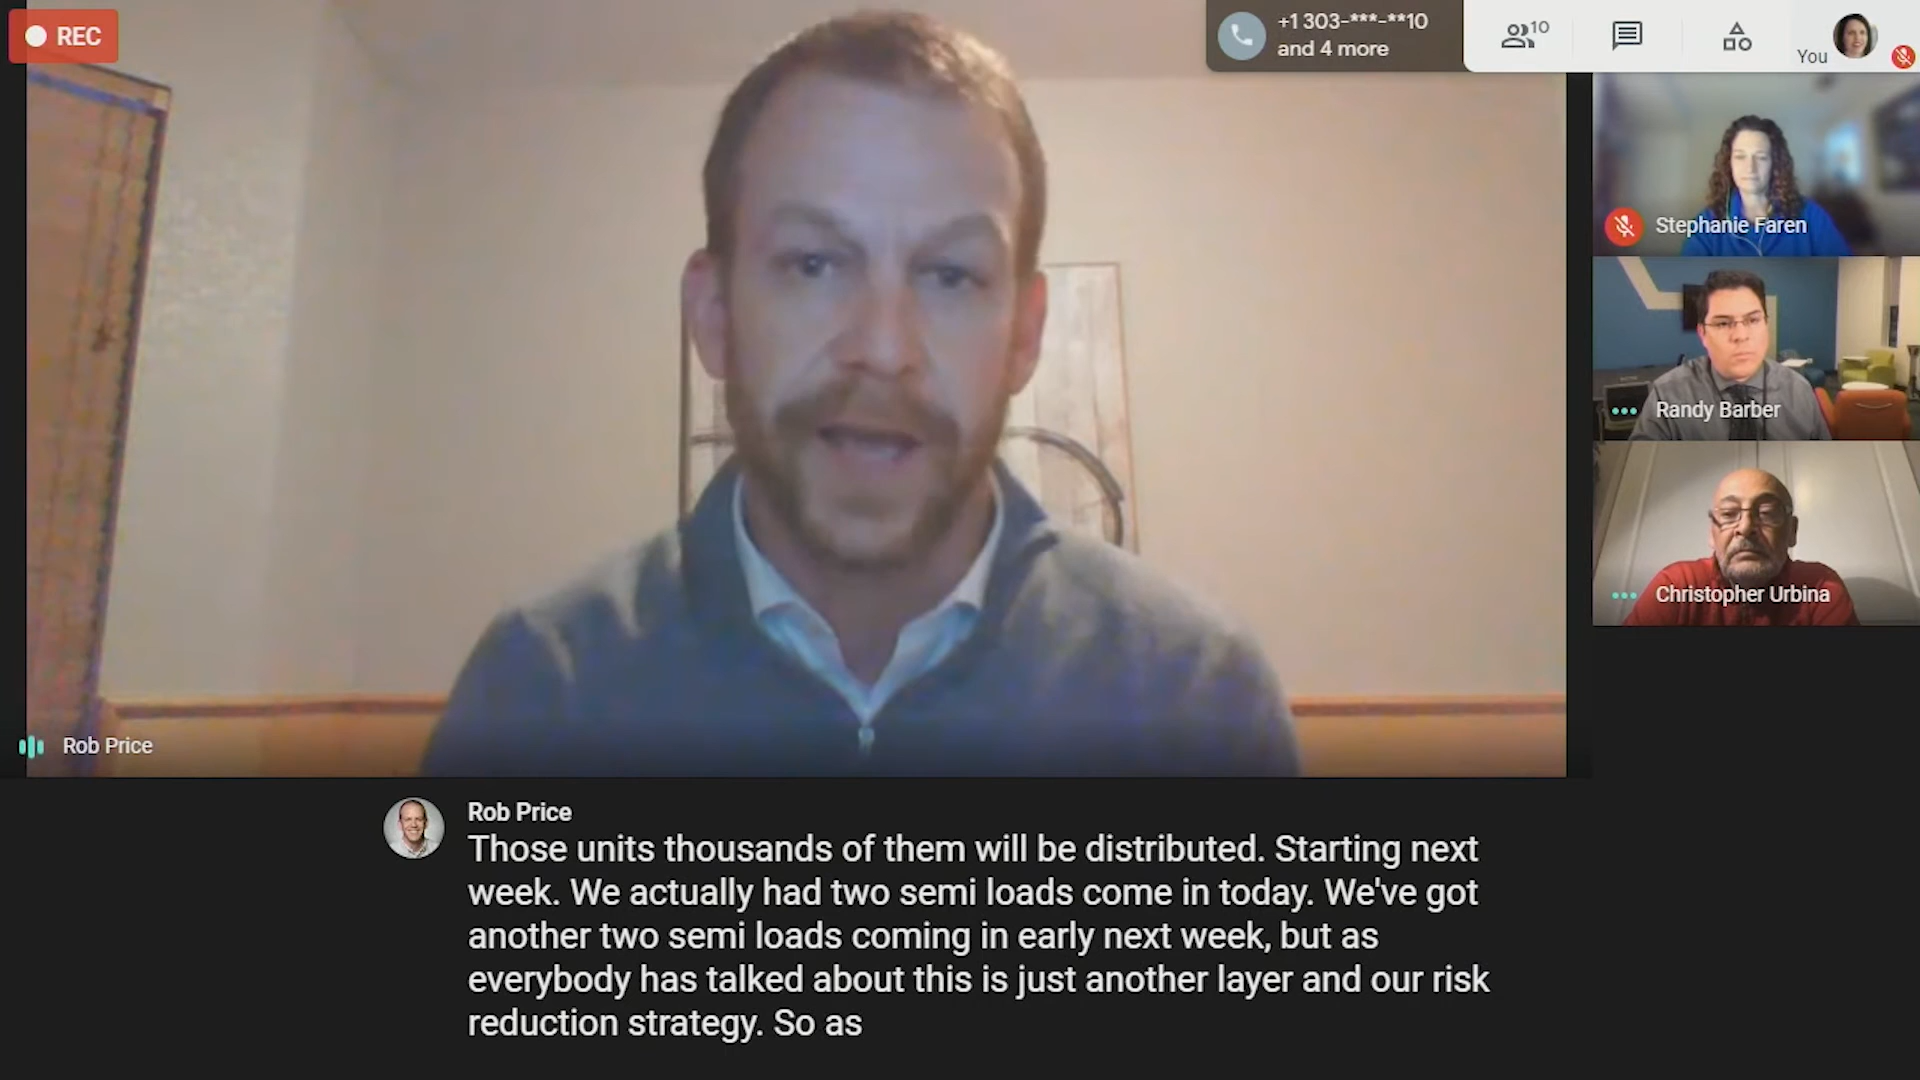 REC
+1 303-***-**10
and 4 more
10
You
Stephanie Faren
Randy Barber
Christopher Urbina
Rob Price
Rob Price
Those units thousands of them will be distributed. Starting next
week. We actually had two semi loads come in today. We've got
another two semi loads coming in early next week, but as
everybody has talked about this is just another layer and our risk
reduction strategy. So as